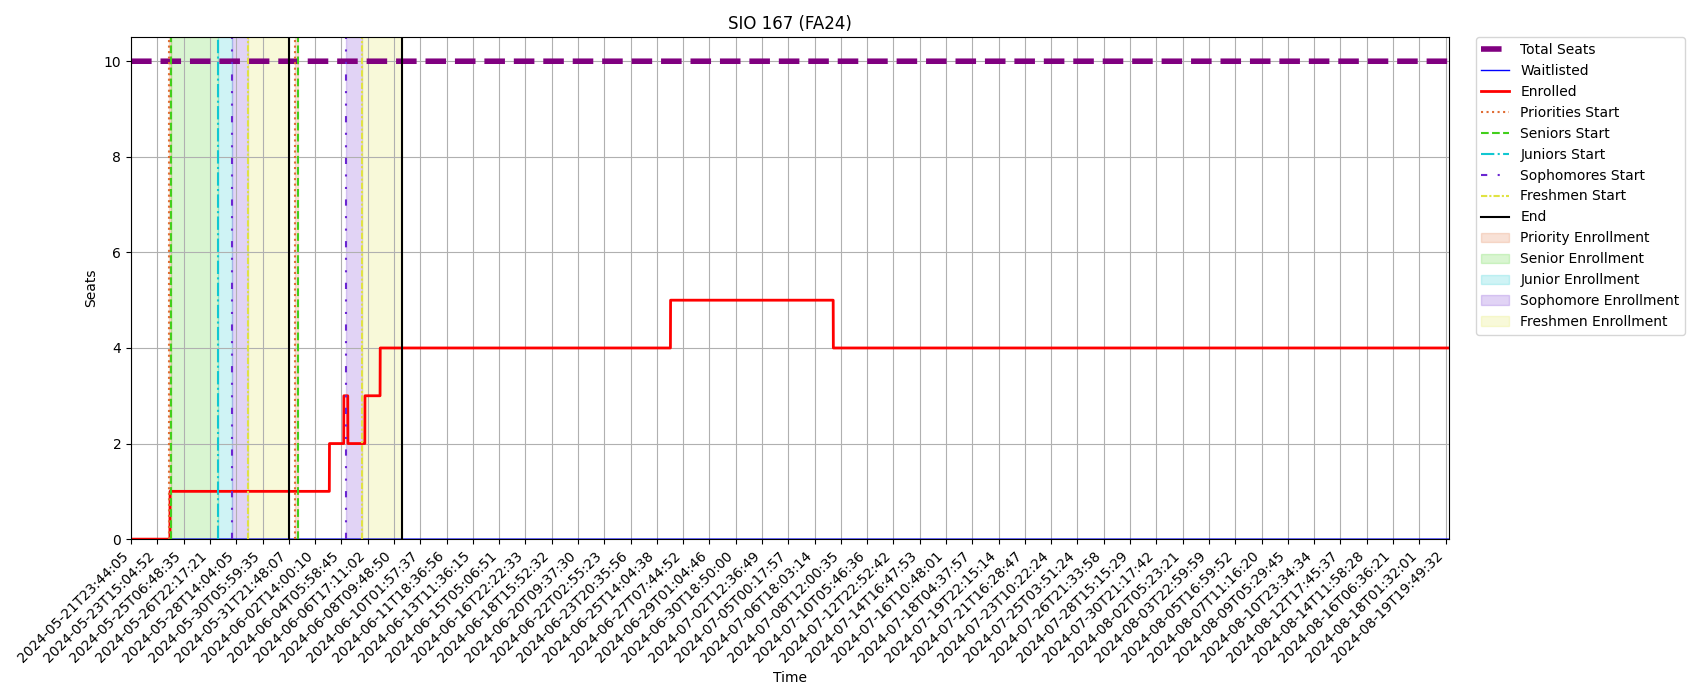 SIO 167 (FA24)
Seats
10
8
6
4
2
0
2024-05-21T23:44:05
2024-05-23T15:04:52
2024-05-25T06:48:35
2024-05-26T22:17:21
2024-05-28T14:04:05
2024-05-30T05:59:35
2024-05-31T21:48:07
2024-06-02T14:00:10
2024-06-04T05:58:45
2024-06-06T17:11:02
2024-06-08T09:48:50
2024-06-10T01:57:37
2024-06-11T18:36:56
2024-06-13T11:36:15
2024-06-15T05:06:51
2024-06-16T22:22:33
2024-06-18T15:52:32
2024-06-20T09:37:30
2024-06-22T02:55:23
2024-06-23T20:35:56
2024-06-25T14:04:38
2024-06-27T07:44:52
2024-06-29T01:04:46
2024-06-30T18:50:00
2024-07-02T12:36:49
2024-07-05T00:17:57
2024-07-06T18:03:14
2024-07-08T12:00:35
2024-07-10T05:46:36
2024-07-12T22:52:42
2024-07-14T16:47:53
2024-07-16T10:48:01
2024-07-18T04:37:57
2024-07-19T22:15:14
2024-07-21T16:28:47
2024-07-23T10:22:24
2024-07-25T03:51:24
2024-07-26T21:33:58
2024-07-28T15:15:29
2024-07-30T21:17:42
2024-08-02T05:23:21
2024-08-03T22:59:59
2024-08-05T16:59:52
2024-08-07T11:16:20
2024-08-09T05:29:45
2024-08-10T23:34:34
2024-08-12T17:45:37
2024-08-14T11:58:28
2024-08-16T06:36:21
2024-08-18T01:32:01
2024-08-19T19:49:32
Time
Total Seats
Waitlisted
Enrolled
Priorities Start
Seniors Start
Juniors Start
Sophomores Start
Freshmen Start
End
Priority Enrollment
Senior Enrollment
Junior Enrollment
Sophomore Enrollment
Freshmen Enrollment